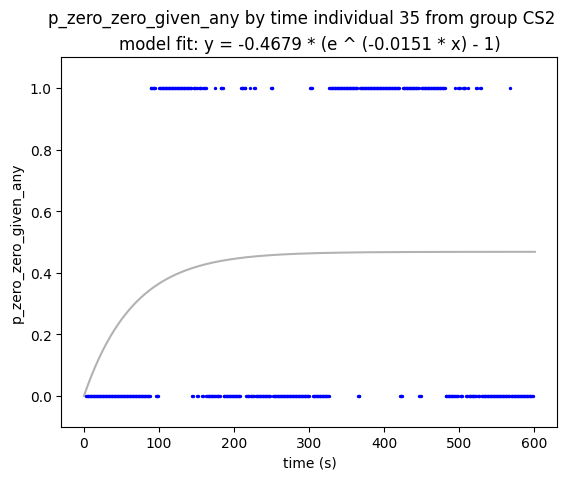 p_zero_zero_given_any by time individual 35 from group CS2
model fit: y = -0.4679 * (e ^ (-0.0151 * x) - 1)
1.0
0.8
0.6
0.4
0.2
0.0
p_zero_zero_given_any
0 100 200 300 400 500 600
time (s)